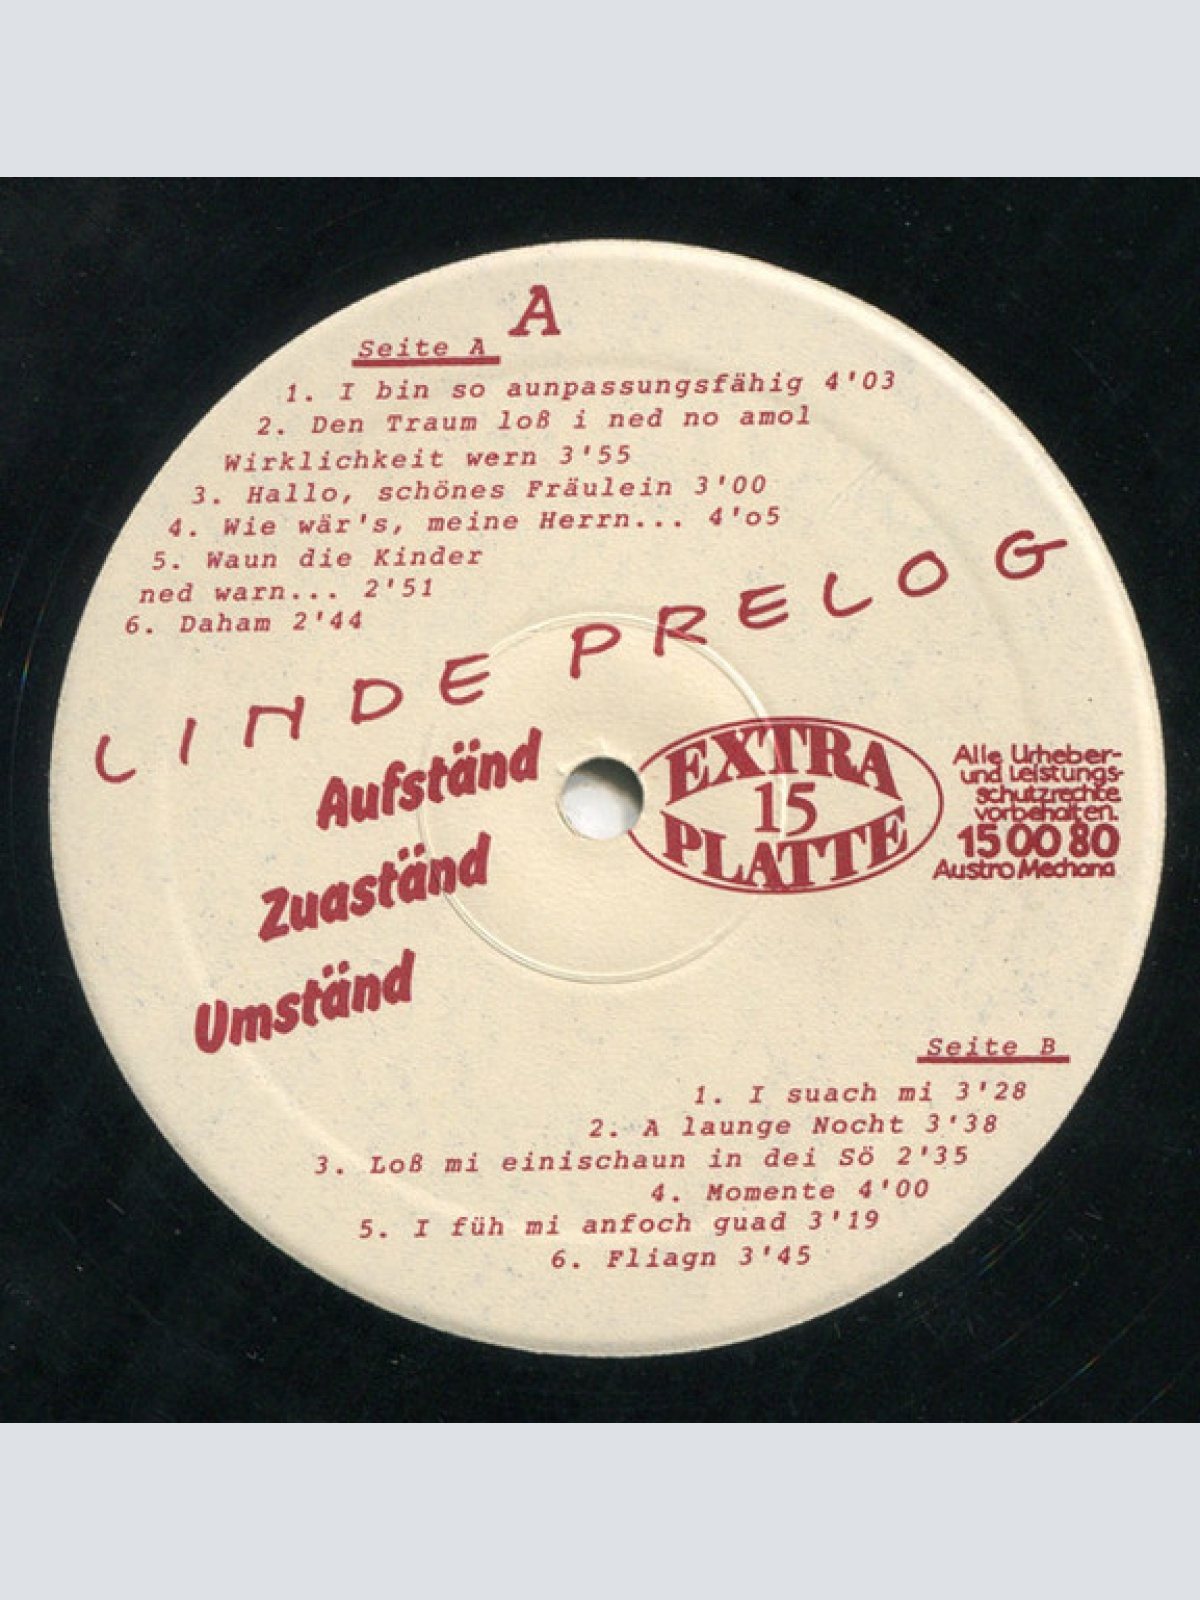 A
Seite A
1. I bin so aunpassungsfähig 4'03
2. Den Traum loß i ned no amol
Wirklichkeit wern 3'55
3. Hallo, schönes Fräulein 3'00
4. Wie wär's, meine Herrn... 4'o5
5. Waun die Kinder
ned warn... 2'51
6. Daham 2'44
LINDE PRELOG
Aufständ
Zuaständ
Umständ
EXTRA
15
PLATTE
Alle Urheber-
und Leistungs-
schutzrechte
vorbehalten.
15 00 80
Austro Mechana
Seite B
1. I suach mi 3'28
2. A launge Nocht 3'38
3. Loß mi einischaun in dei Sö 2'35
4. Momente 4'00
5. I füh mi anfoch guad 3'19
6. Fliagn 3'45